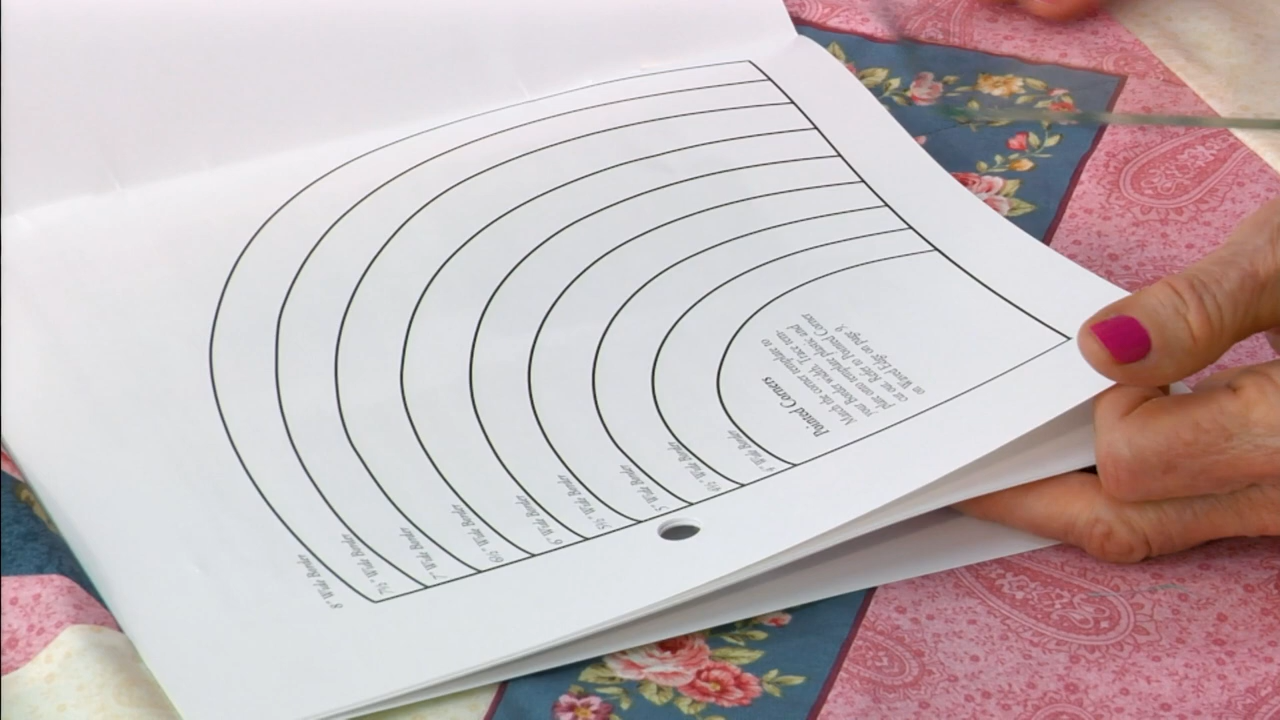 Pointed Corners
Match the corner template to
your Border width. Trace tem-
plate onto template plastic and
cut out. Refer to Pointed Corner
on Waved Edge on page 9.
4" Wide Border
4½" Wide Border
5" Wide Border
5½" Wide Border
6" Wide Border
6½" Wide Border
7" Wide Border
7½" Wide Border
8" Wide Border